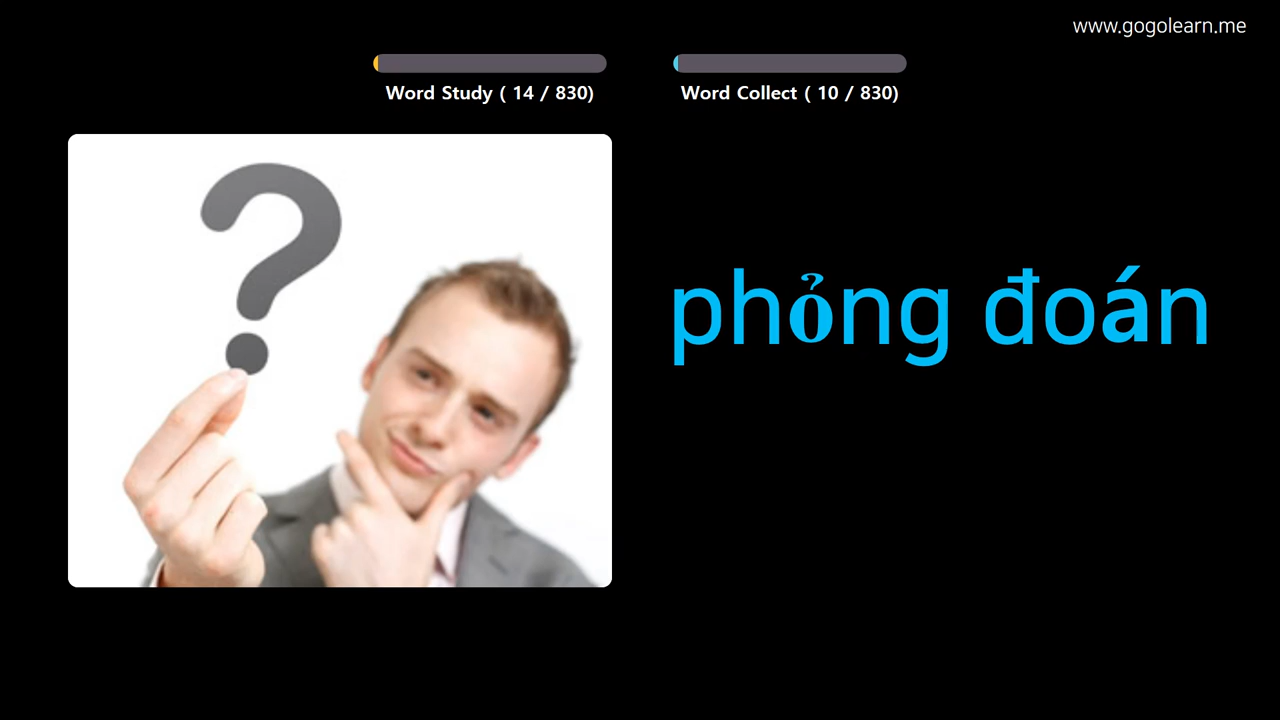 www.gogolearn.me
Word Study ( 14 / 830)
Word Collect ( 10 / 830)
?
phỏng đoán